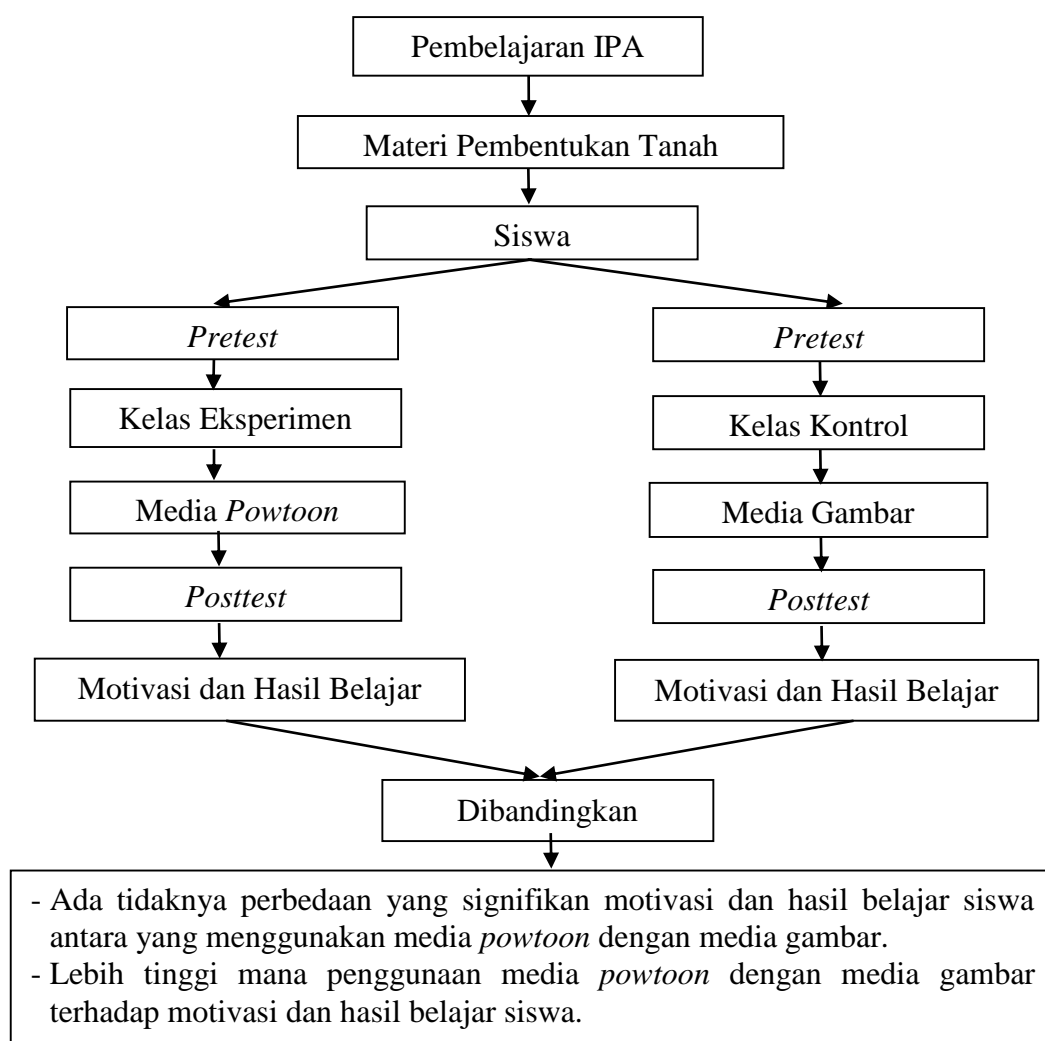 Pembelajaran IPA
Materi Pembentukan Tanah
Siswa
Pretest
Kelas Eksperimen
Media Powtoon
Posttest
Motivasi dan Hasil Belajar
Pretest
Kelas Kontrol
Media Gambar
Posttest
Motivasi dan Hasil Belajar
Dibandingkan
- Ada tidaknya perbedaan yang signifikan motivasi dan hasil belajar siswa
antara yang menggunakan media powtoon dengan media gambar.
- Lebih tinggi mana penggunaan media powtoon dengan media gambar
terhadap motivasi dan hasil belajar siswa.